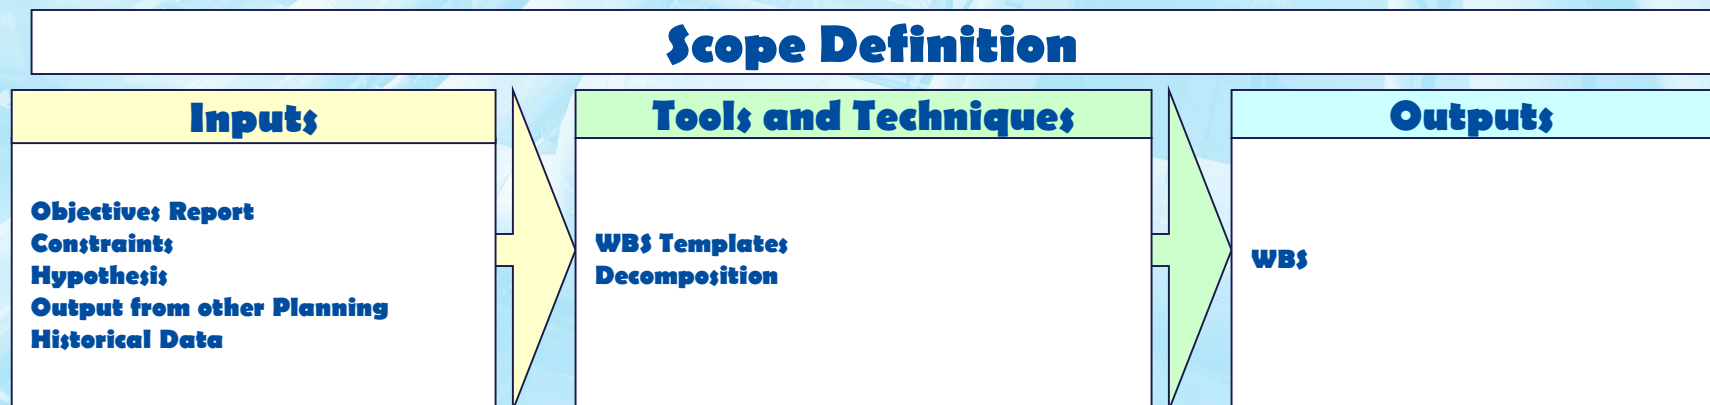 Scope Definition
Inputs
Objectives Report
Constraints
Hypothesis
Output from other Planning
Historical Data
Tools and Techniques
WBS Templates
Decomposition
Outputs
WBS